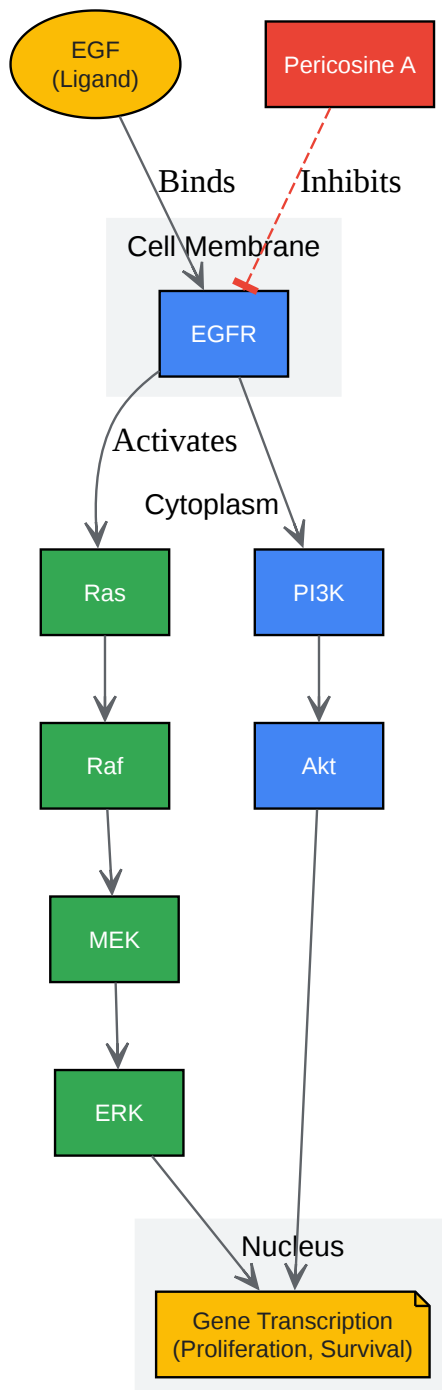 EGF
(Ligand)
Pericosine A
Binds
Inhibits
Cell Membrane
EGFR
Activates
Cytoplasm
Ras
PI3K
Raf
Akt
MEK
ERK
Nucleus
Gene Transcription
(Proliferation, Survival)